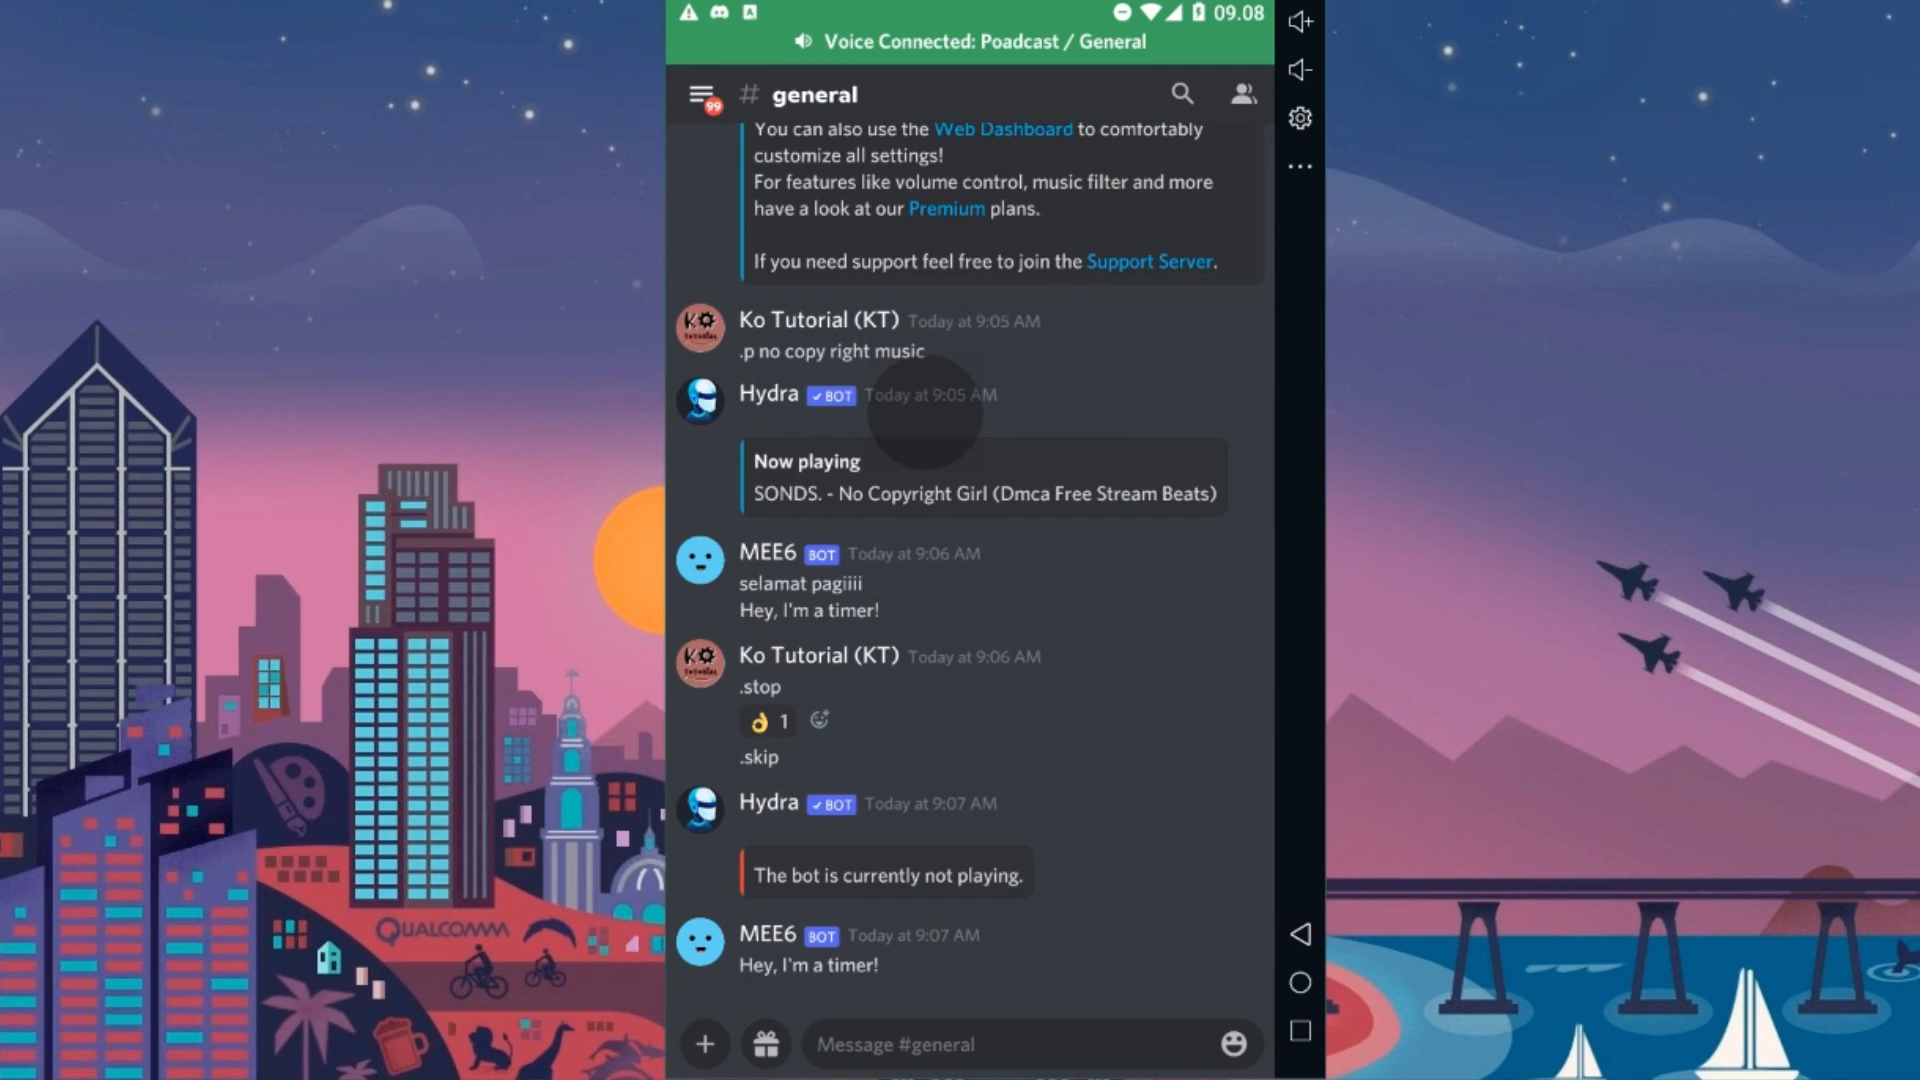 09.08
Voice Connected: Poadcast / General
99
# general
You can also use the Web Dashboard to comfortably
customize all settings!
For features like volume control, music filter and more
have a look at our Premium plans.
If you need support feel free to join the Support Server.
KO
TUTORIAL
Ko Tutorial (KT) Today at 9:05 AM
.p no copy right music
Hydra ✓ BOT Today at 9:05 AM
Now playing
SONDS. - No Copyright Girl (Dmca Free Stream Beats)
MEE6 BOT Today at 9:06 AM
selamat pagiiii
Hey, I'm a timer!
KO
TUTORIAL
Ko Tutorial (KT) Today at 9:06 AM
.stop
👌 1
.skip
Hydra ✓ BOT Today at 9:07 AM
The bot is currently not playing.
MEE6 BOT Today at 9:07 AM
Hey, I'm a timer!
Message #general
QUALCOMM